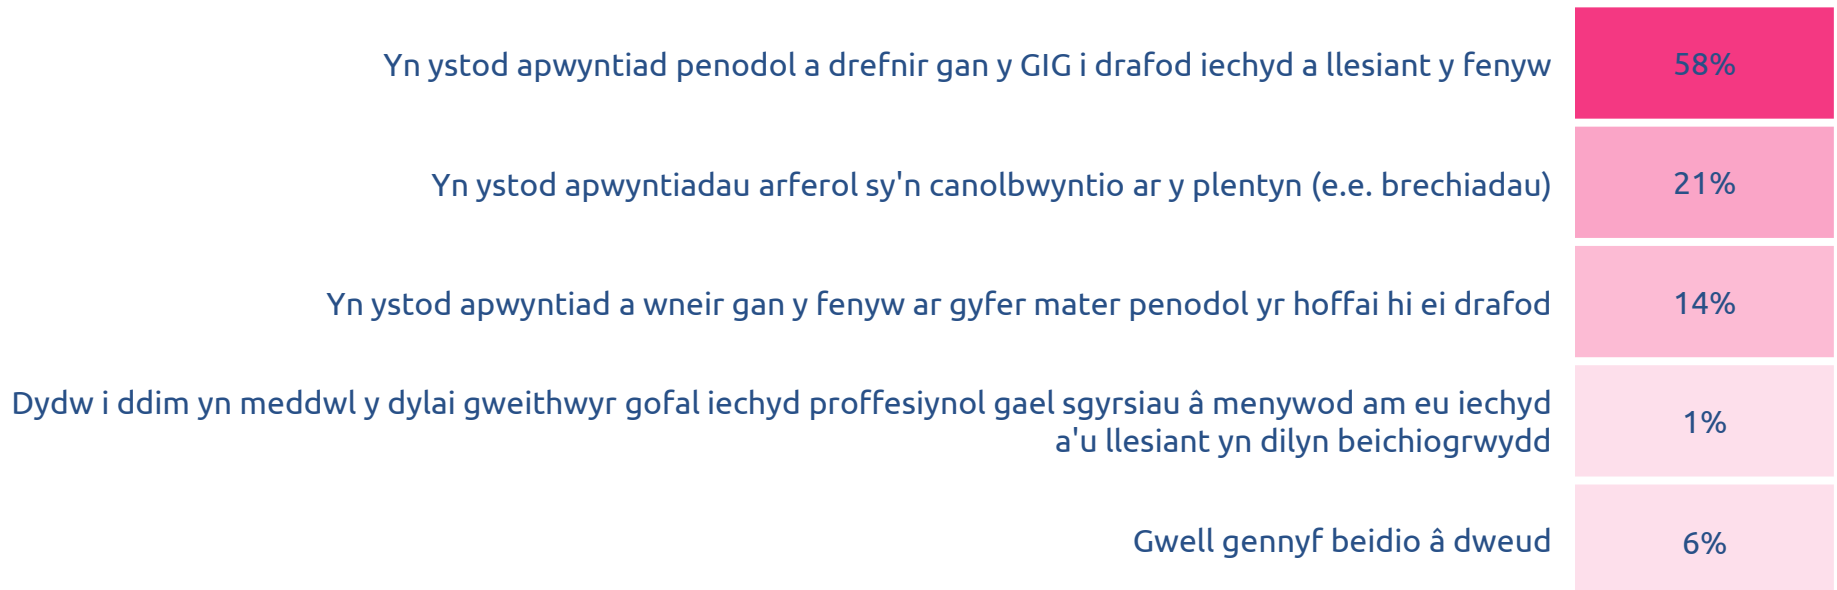 Yn ystod apwyntiad penodol a drefnir gan y GIG i drafod iechyd a llesiant y fenyw
58%
Yn ystod apwyntiadau arferol sy'n canolbwyntio ar y plentyn (e.e. brechiadau)
21%
Yn ystod apwyntiad a wneir gan y fenyw ar gyfer mater penodol yr hoffai hi ei drafod
14%
Dydw i ddim yn meddwl y dylai gweithwyr gofal iechyd proffesiynol gael sgyrsiau â menywod am eu iechyd
a'u llesiant yn dilyn beichiogrwydd
1%
Gwell gennyf beidio â dweud
6%